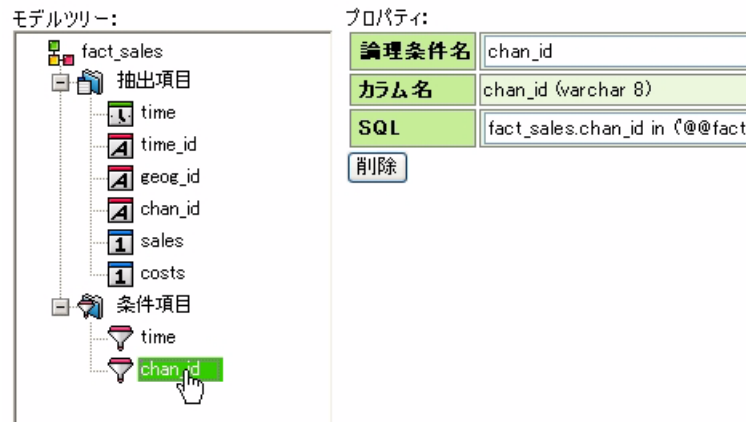 モデルツリー:
fact_sales
抽出項目
time
time_id
geog_id
chan_id
sales
costs
条件項目
time
chan_id
プロパティ:
論理条件名 chan_id
カラム名 chan_id (varchar 8)
SQL fact_sales.chan_id in ('@@fact
削除